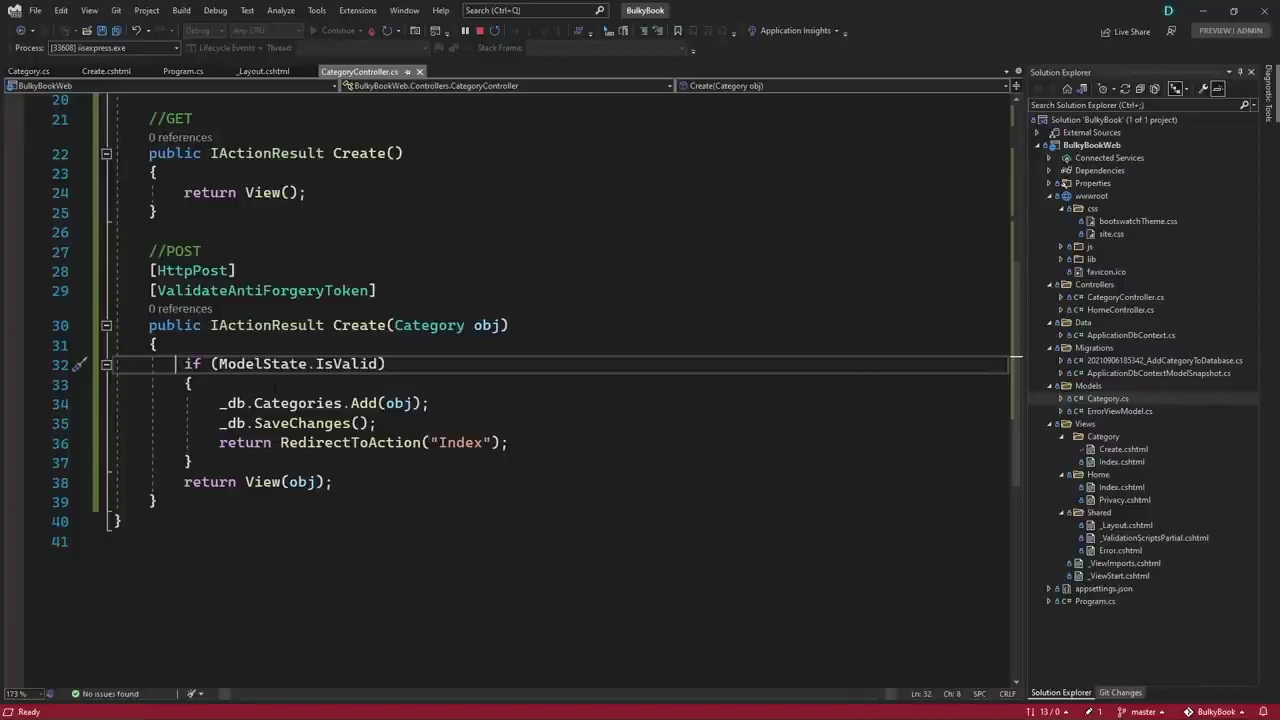 File Edit View Git Project Build Debug Test Analyze Tools Extensions Window Help Search (Ctrl+;) BulkyBook D
Debug Any CPU Continue Application Insights Live Share PREVIEW | ADMIN
Process: [33608] iisexpress.exe Lifecycle Events Thread: Stack Frame:
Category.cs Create.cshtml Program.cs _Layout.cshtml CategoryController.cs
BulkyBookWeb BulkyBookWeb.Controllers.CategoryController Create(Category obj)
20
21 //GET
0 references
22 public IActionResult Create()
23 {
24 return View();
25 }
26
27 //POST
28 [HttpPost]
29 [ValidateAntiForgeryToken]
0 references
30 public IActionResult Create(Category obj)
31 {
32 if (ModelState.IsValid)
33 {
34 _db.Categories.Add(obj);
35 _db.SaveChanges();
36 return RedirectToAction("Index");
37 }
38 return View(obj);
39 }
40 }
41
173 % No issues found Ln: 32 Ch: 8 SPC CRLF
Solution Explorer
Search Solution Explorer (Ctrl+;)
Solution 'BulkyBook' (1 of 1 project)
External Sources
BulkyBookWeb
Connected Services
Dependencies
Properties
wwwroot
css
bootswatchTheme.css
site.css
js
lib
favicon.ico
Controllers
CategoryController.cs
HomeController.cs
Data
ApplicationDbContext.cs
Migrations
20210906185342_AddCategoryToDatabase.cs
ApplicationDbContextModelSnapshot.cs
Models
Category.cs
ErrorViewModel.cs
Views
Category
Create.cshtml
Index.cshtml
Home
Index.cshtml
Privacy.cshtml
Shared
_Layout.cshtml
_ValidationScriptsPartial.cshtml
Error.cshtml
_ViewImports.cshtml
_ViewStart.cshtml
appsettings.json
Program.cs
Solution Explorer Git Changes
Diagnostic Tools
Ready 13 / 0 1 master BulkyBook